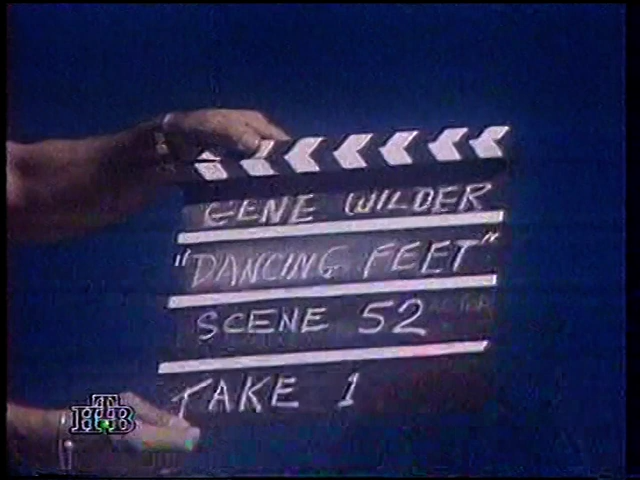 GENE WILDER
"DANCING FEET"
SCENE 52
TAKE 1
НТВ